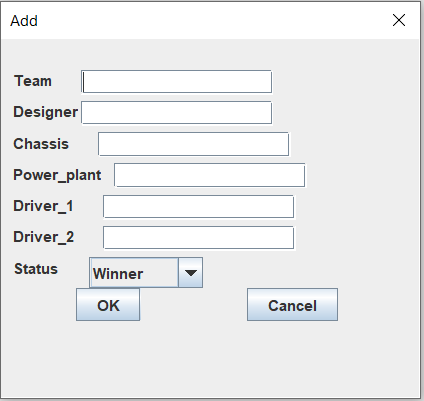 Add
Team
Designer
Chassis
Power_plant
Driver_1
Driver_2
Status Winner
OK Cancel